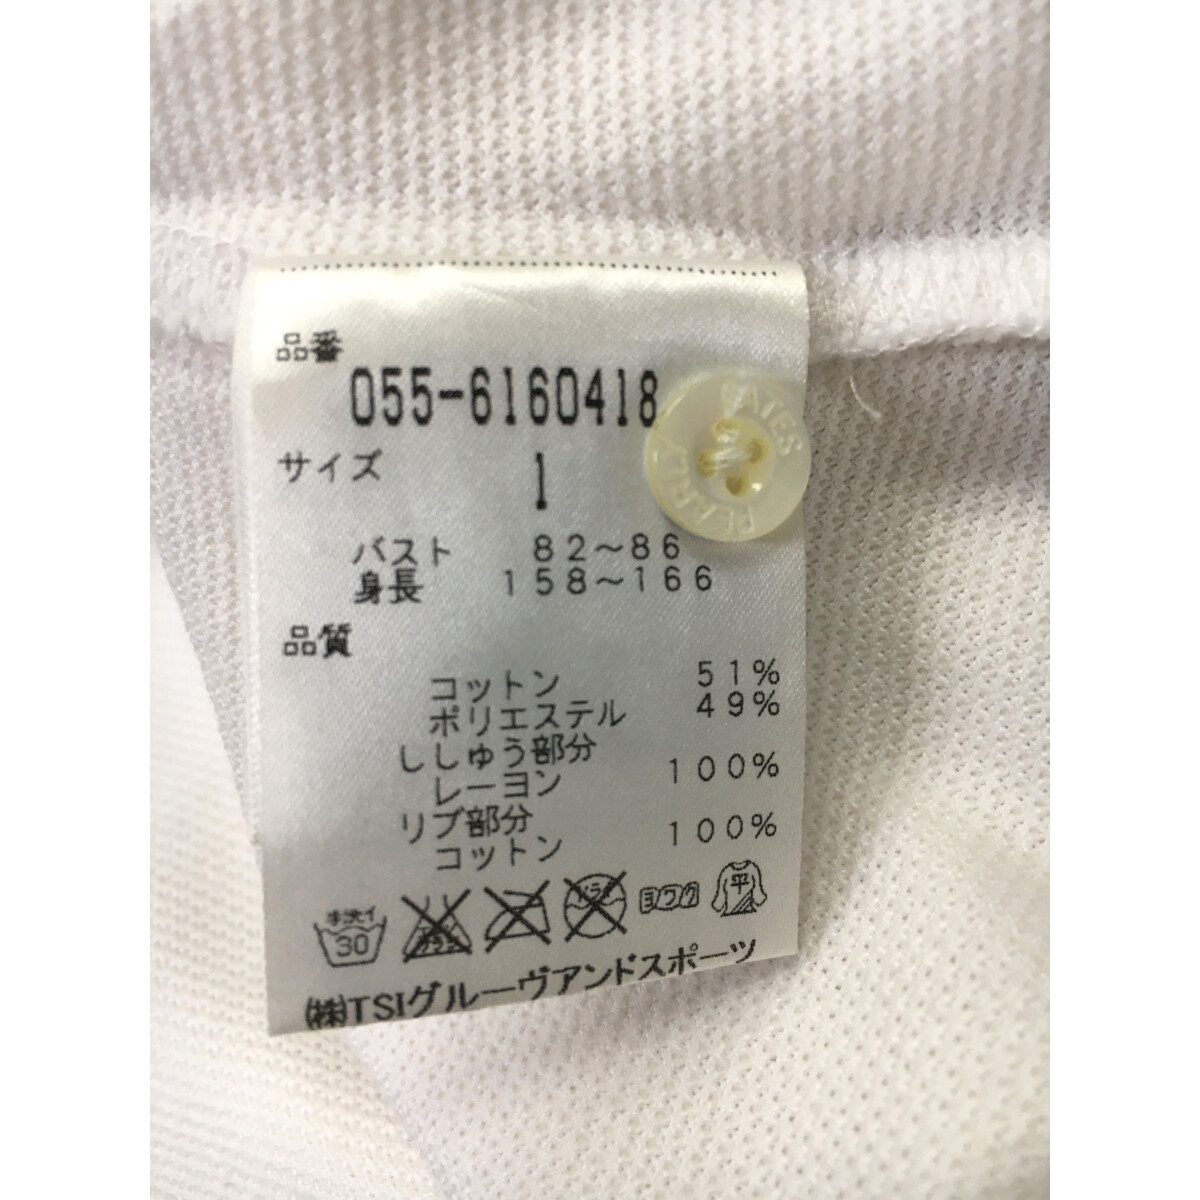 品番
055-6160418
サイズ 1
バスト 82～86
身長 158～166
品質
コットン 51%
ポリエステル 49%
ししゅう部分
レーヨン 100%
リブ部分
コットン 100%
手洗イ
30
ヨワク
平
㈱TSIグルーヴアンドスポーツ
PEARLY GATES